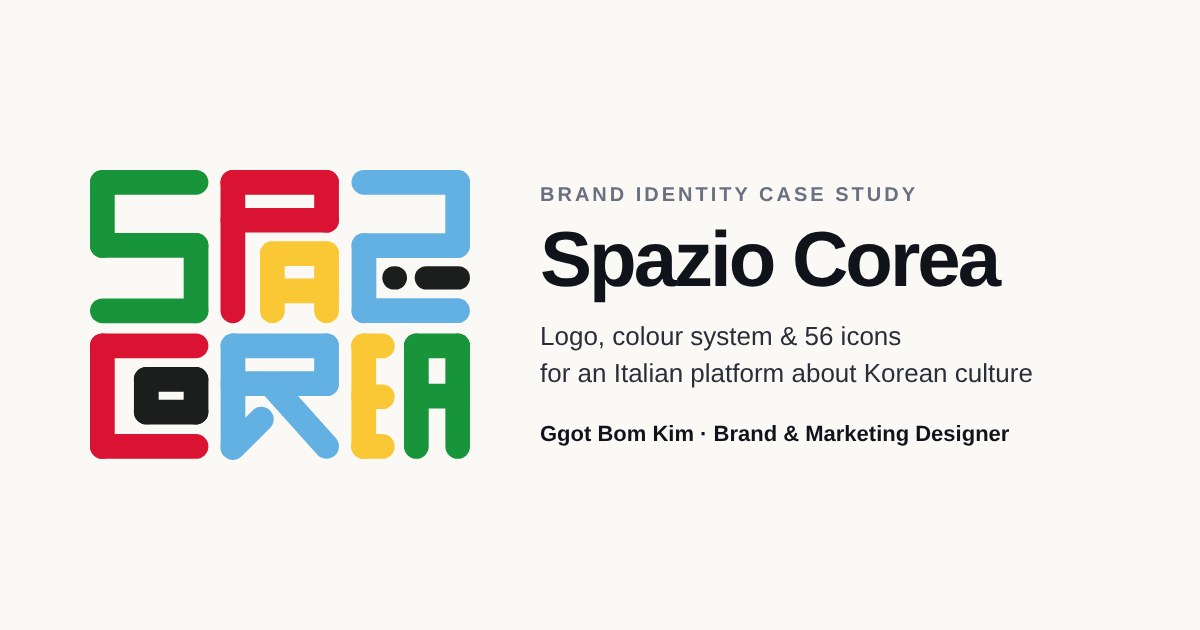 SPAZIO
COREA
BRAND IDENTITY CASE STUDY
Spazio Corea
Logo, colour system & 56 icons
for an Italian platform about Korean culture
Ggot Bom Kim · Brand & Marketing Designer